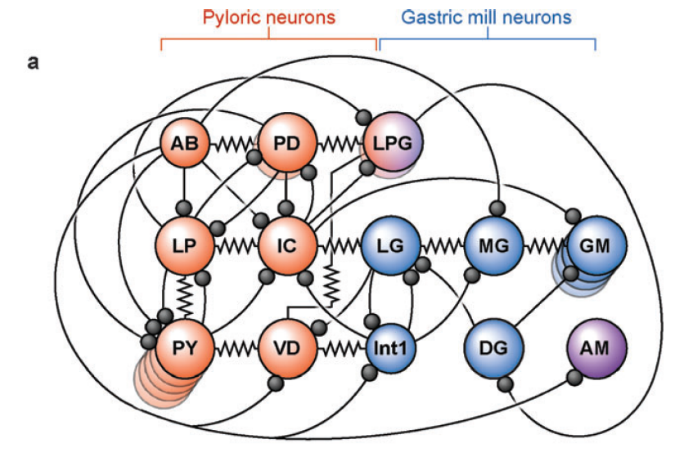 Pyloric neurons Gastric mill neurons
a
AB PD LPG
LP IC LG MG GM
PY VD Int1 DG AM